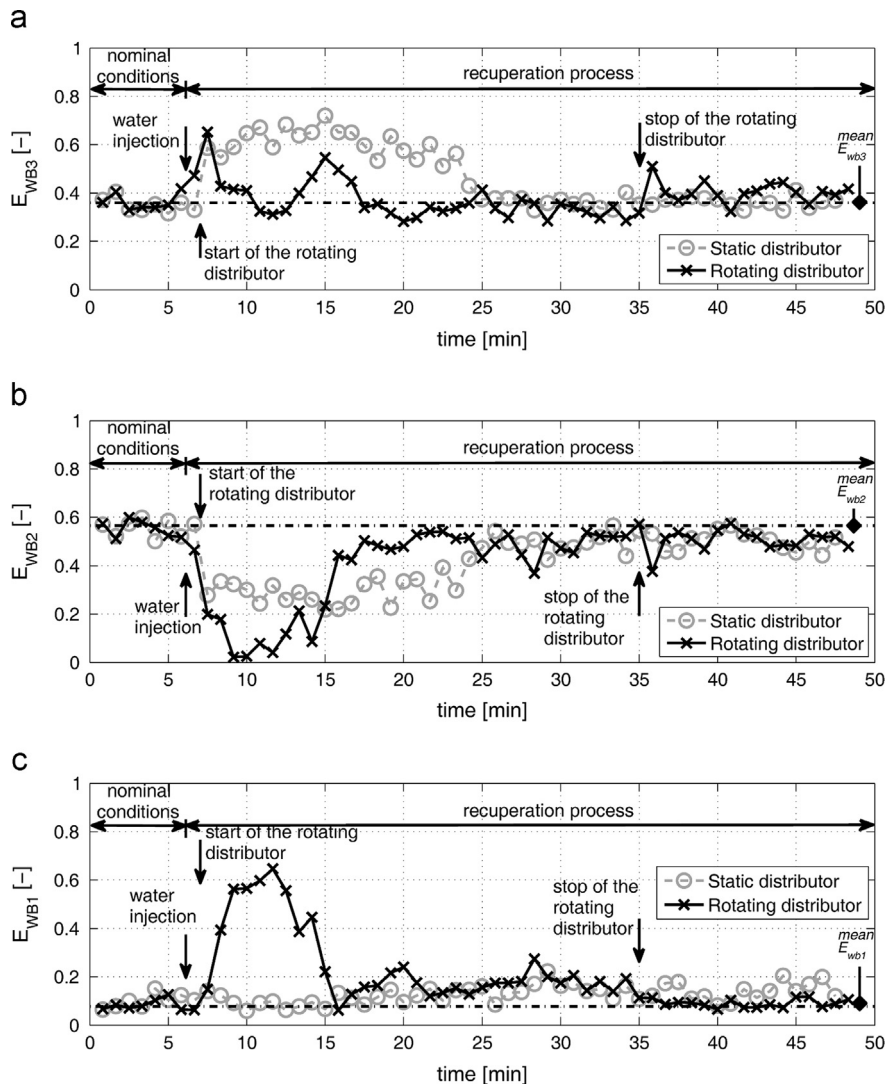 a
1
0.8
0.6
0.4
0.2
0
E_WB3 [−]
nominal
conditions
recuperation process
water
injection
start of the rotating
distributor
stop of the rotating
distributor
mean
E_wb3
Static distributor
Rotating distributor
0 5 10 15 20 25 30 35 40 45 50
time [min]
b
1
0.8
0.6
0.4
0.2
0
E_WB2 [−]
nominal
conditions
recuperation process
start of the
rotating distributor
water
injection
stop of the
rotating
distributor
mean
E_wb2
Static distributor
Rotating distributor
0 5 10 15 20 25 30 35 40 45 50
time [min]
c
1
0.8
0.6
0.4
0.2
0
E_WB1 [−]
nominal
conditions
recuperation process
start of the rotating
distributor
water
injection
stop of the
rotating
distributor
Static distributor
Rotating distributor
mean
E_wb1
0 5 10 15 20 25 30 35 40 45 50
time [min]